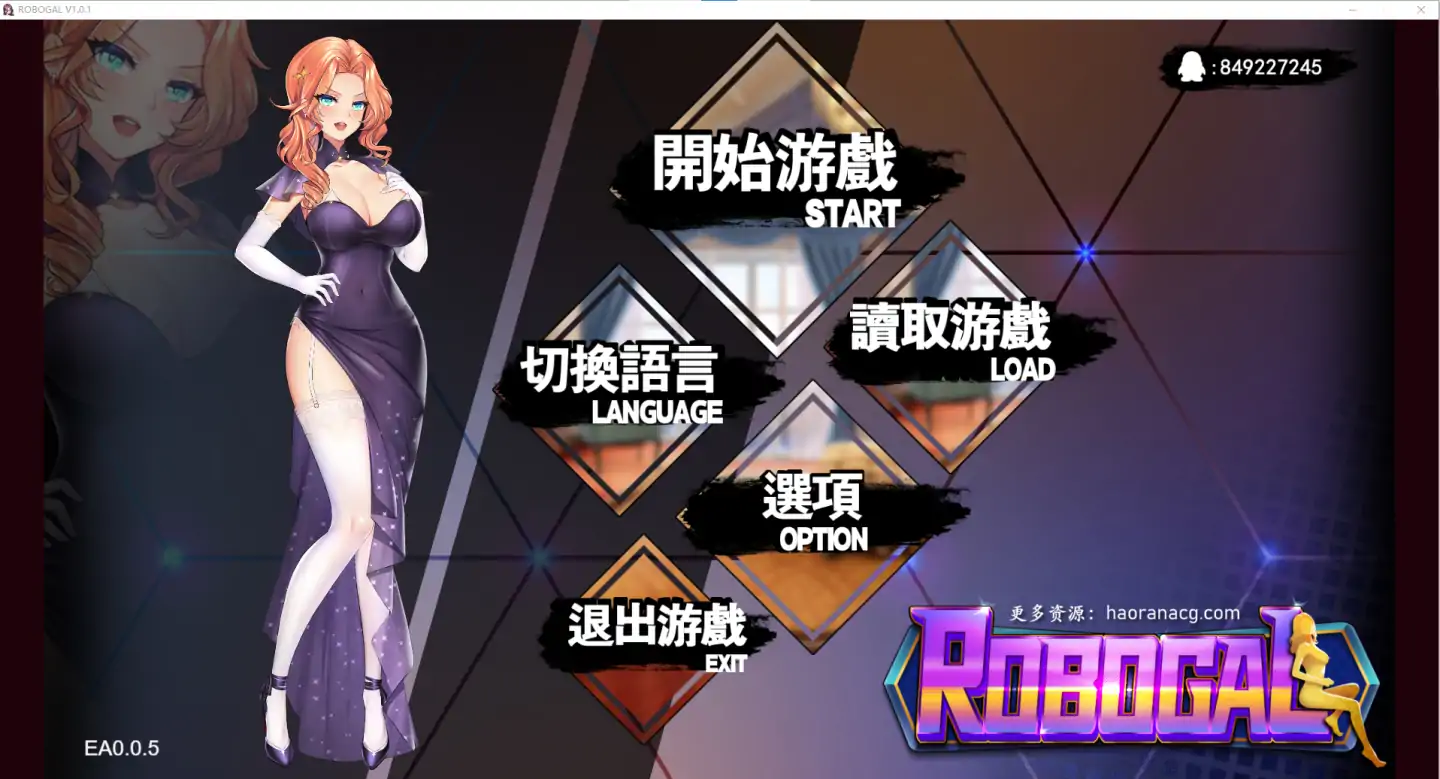 ROBOGAL V1.0.1
:849227245
開始游戲
START
讀取游戲
LOAD
切換語言
LANGUAGE
選項
OPTION
退出游戲
EXIT
更多资源：haoranacg.com
ROBOGAL
EA0.0.5